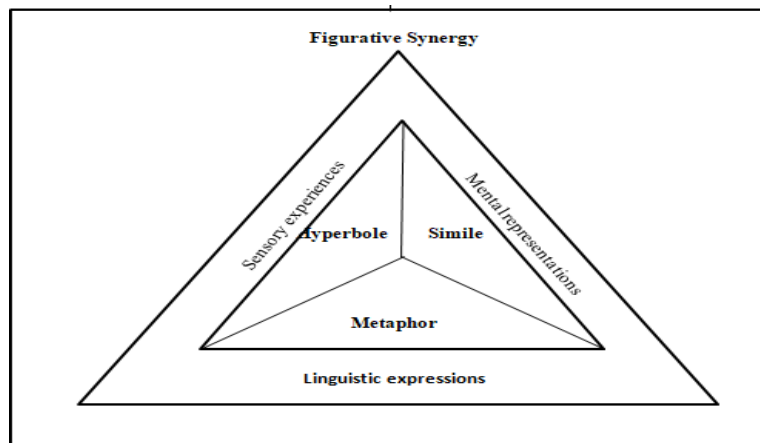 Figurative Synergy
Sensory experiences
Mental representations
Hyperbole
Simile
Metaphor
Linguistic expressions